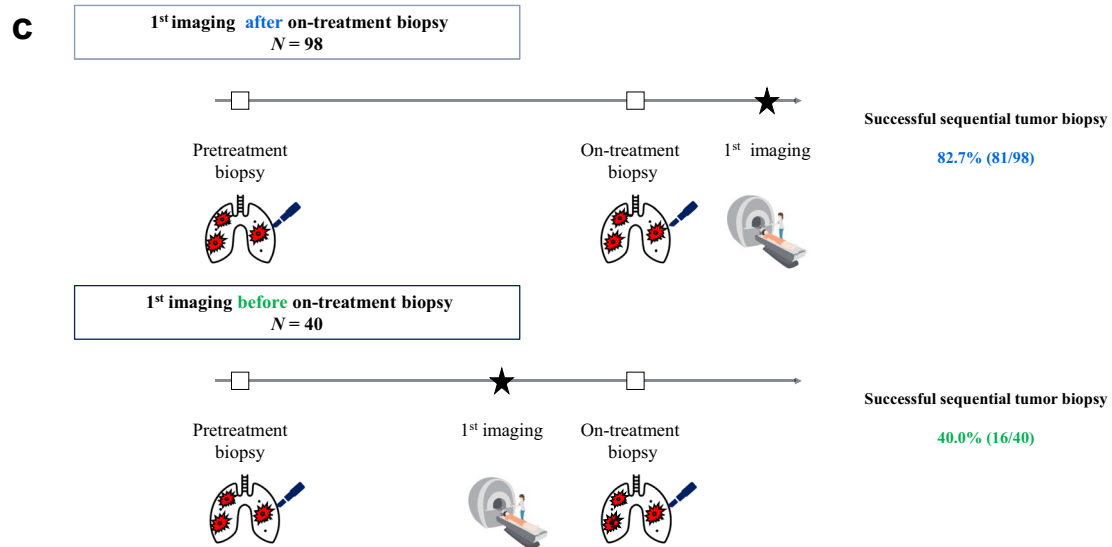 c
1st imaging after on-treatment biopsy
N = 98
Pretreatment
biopsy
On-treatment
biopsy
1st imaging
Successful sequential tumor biopsy
82.7% (81/98)
1st imaging before on-treatment biopsy
N = 40
Pretreatment
biopsy
1st imaging
On-treatment
biopsy
Successful sequential tumor biopsy
40.0% (16/40)